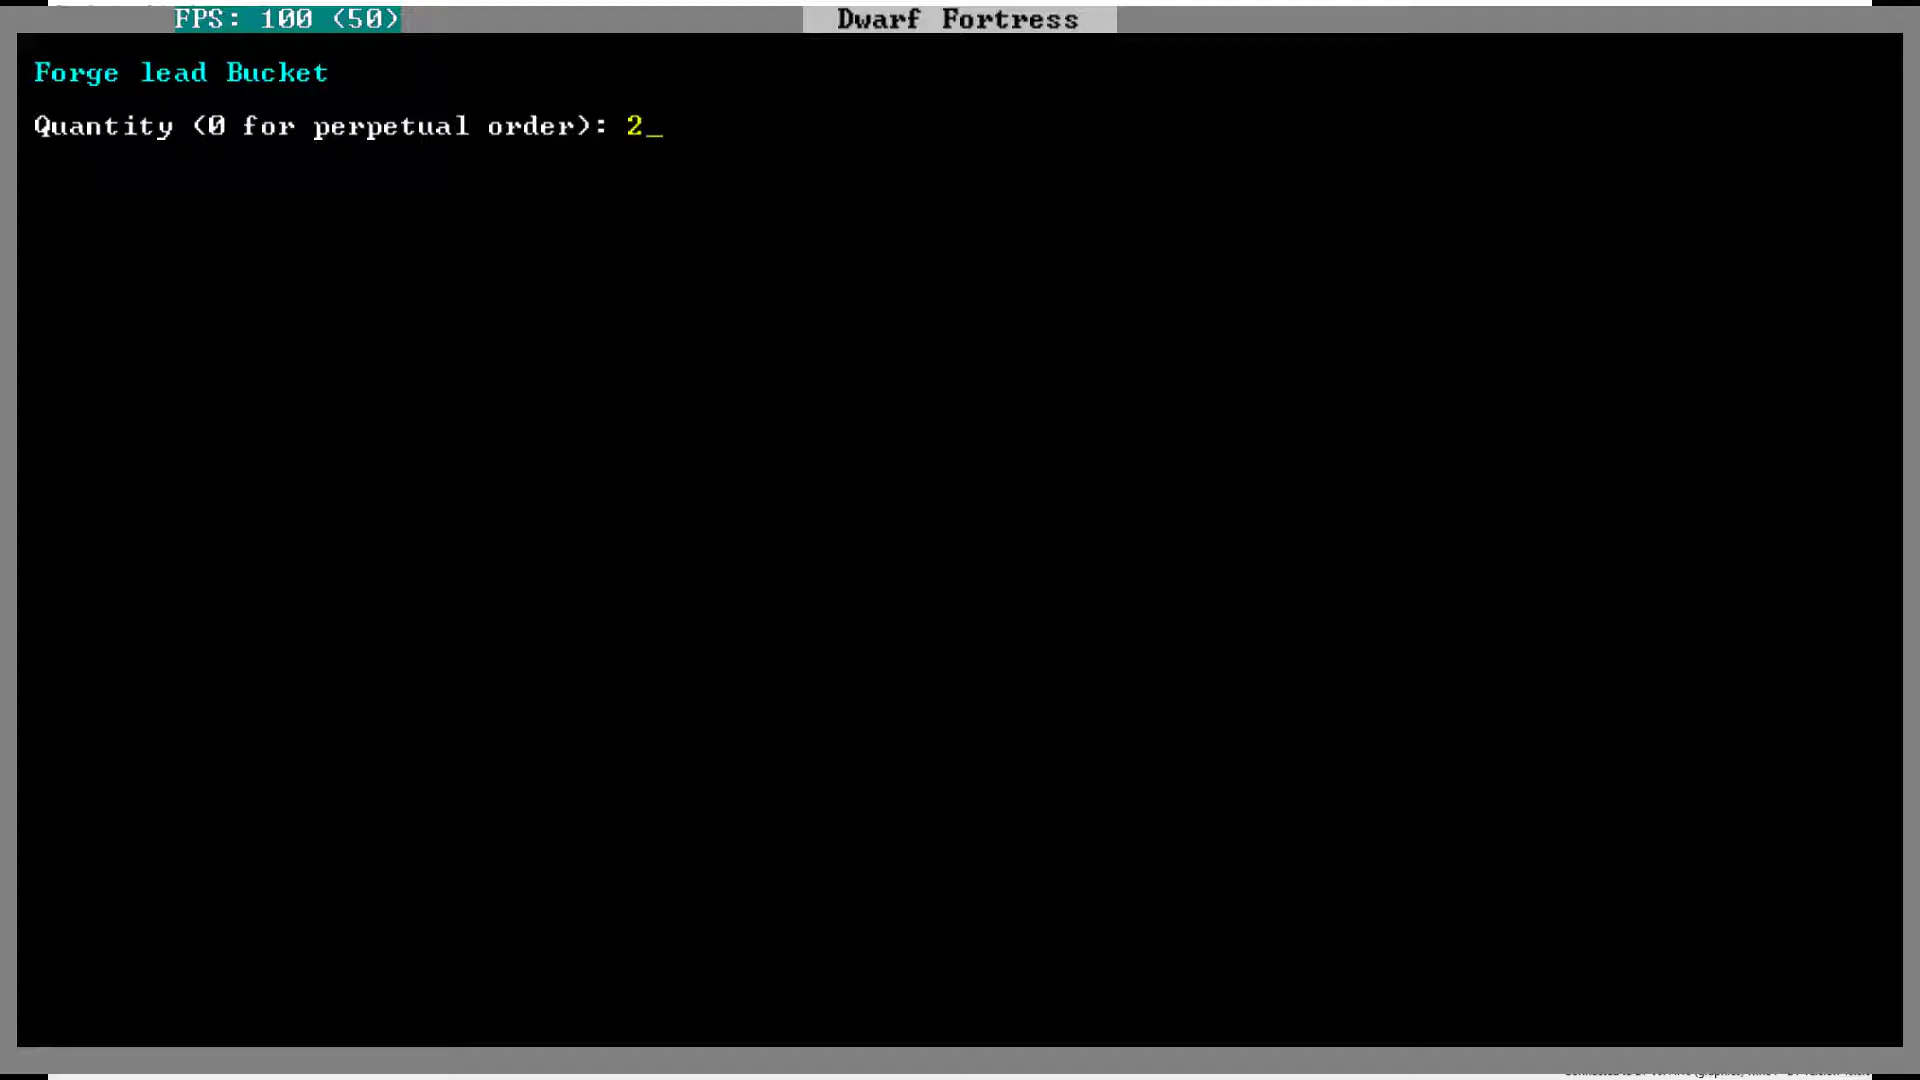 FPS: 100 (50)
Dwarf Fortress
Forge lead Bucket
Quantity (0 for perpetual order): 2_